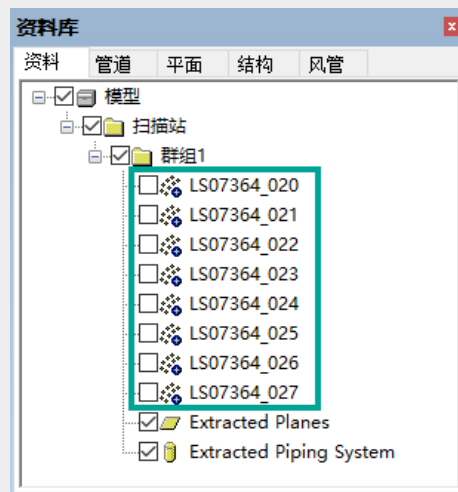 资料库
资料 管道 平面 结构 风管
模型
扫描站
群组1
LS07364_020
LS07364_021
LS07364_022
LS07364_023
LS07364_024
LS07364_025
LS07364_026
LS07364_027
Extracted Planes
Extracted Piping System